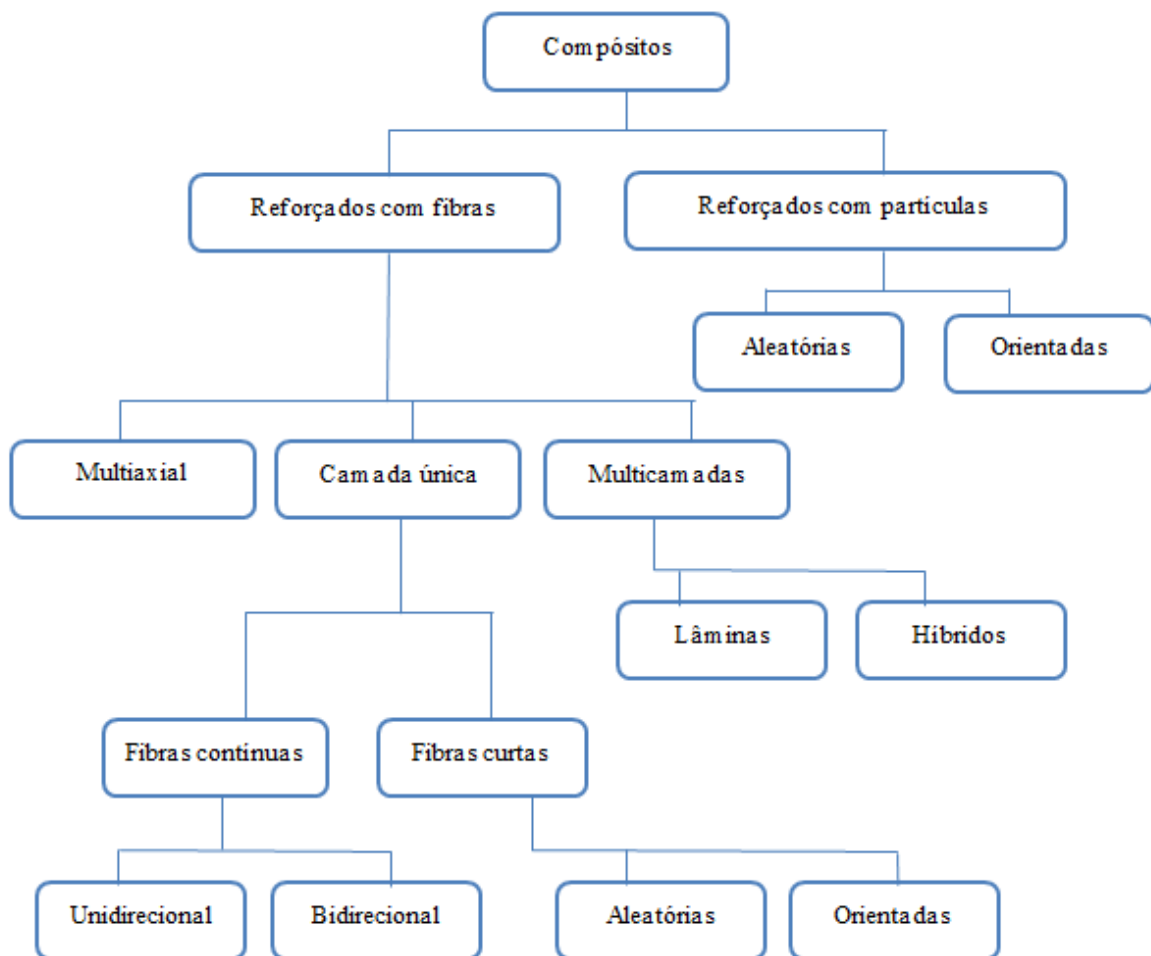 Compósitos
Reforçados com fibras
Reforçados com partículas
Aleatórias
Orientadas
Multiaxial
Camada única
Multicamadas
Lâminas
Híbridos
Fibras contínuas
Fibras curtas
Unidirecional
Bidirecional
Aleatórias
Orientadas